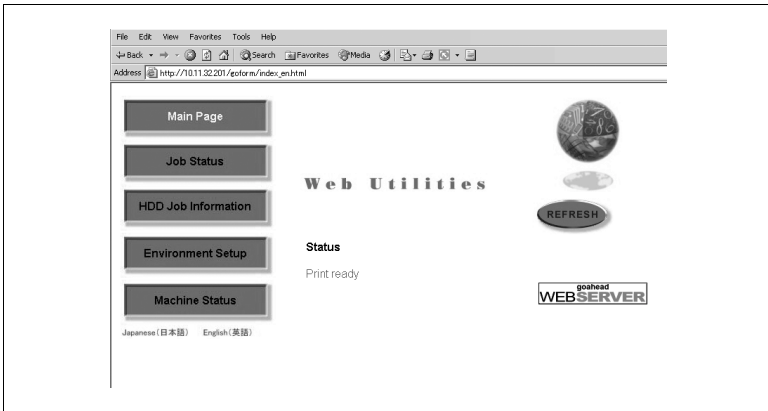 File Edit View Favorites Tools Help
Back Search Favorites Media
Address http://10.11.32.201/goform/index_en.html
Main Page
Job Status
HDD Job Information
Environment Setup
Machine Status
Japanese(日本語) English(英語)
Web Utilities
Status
Print ready
REFRESH
goahead
WEBSERVER